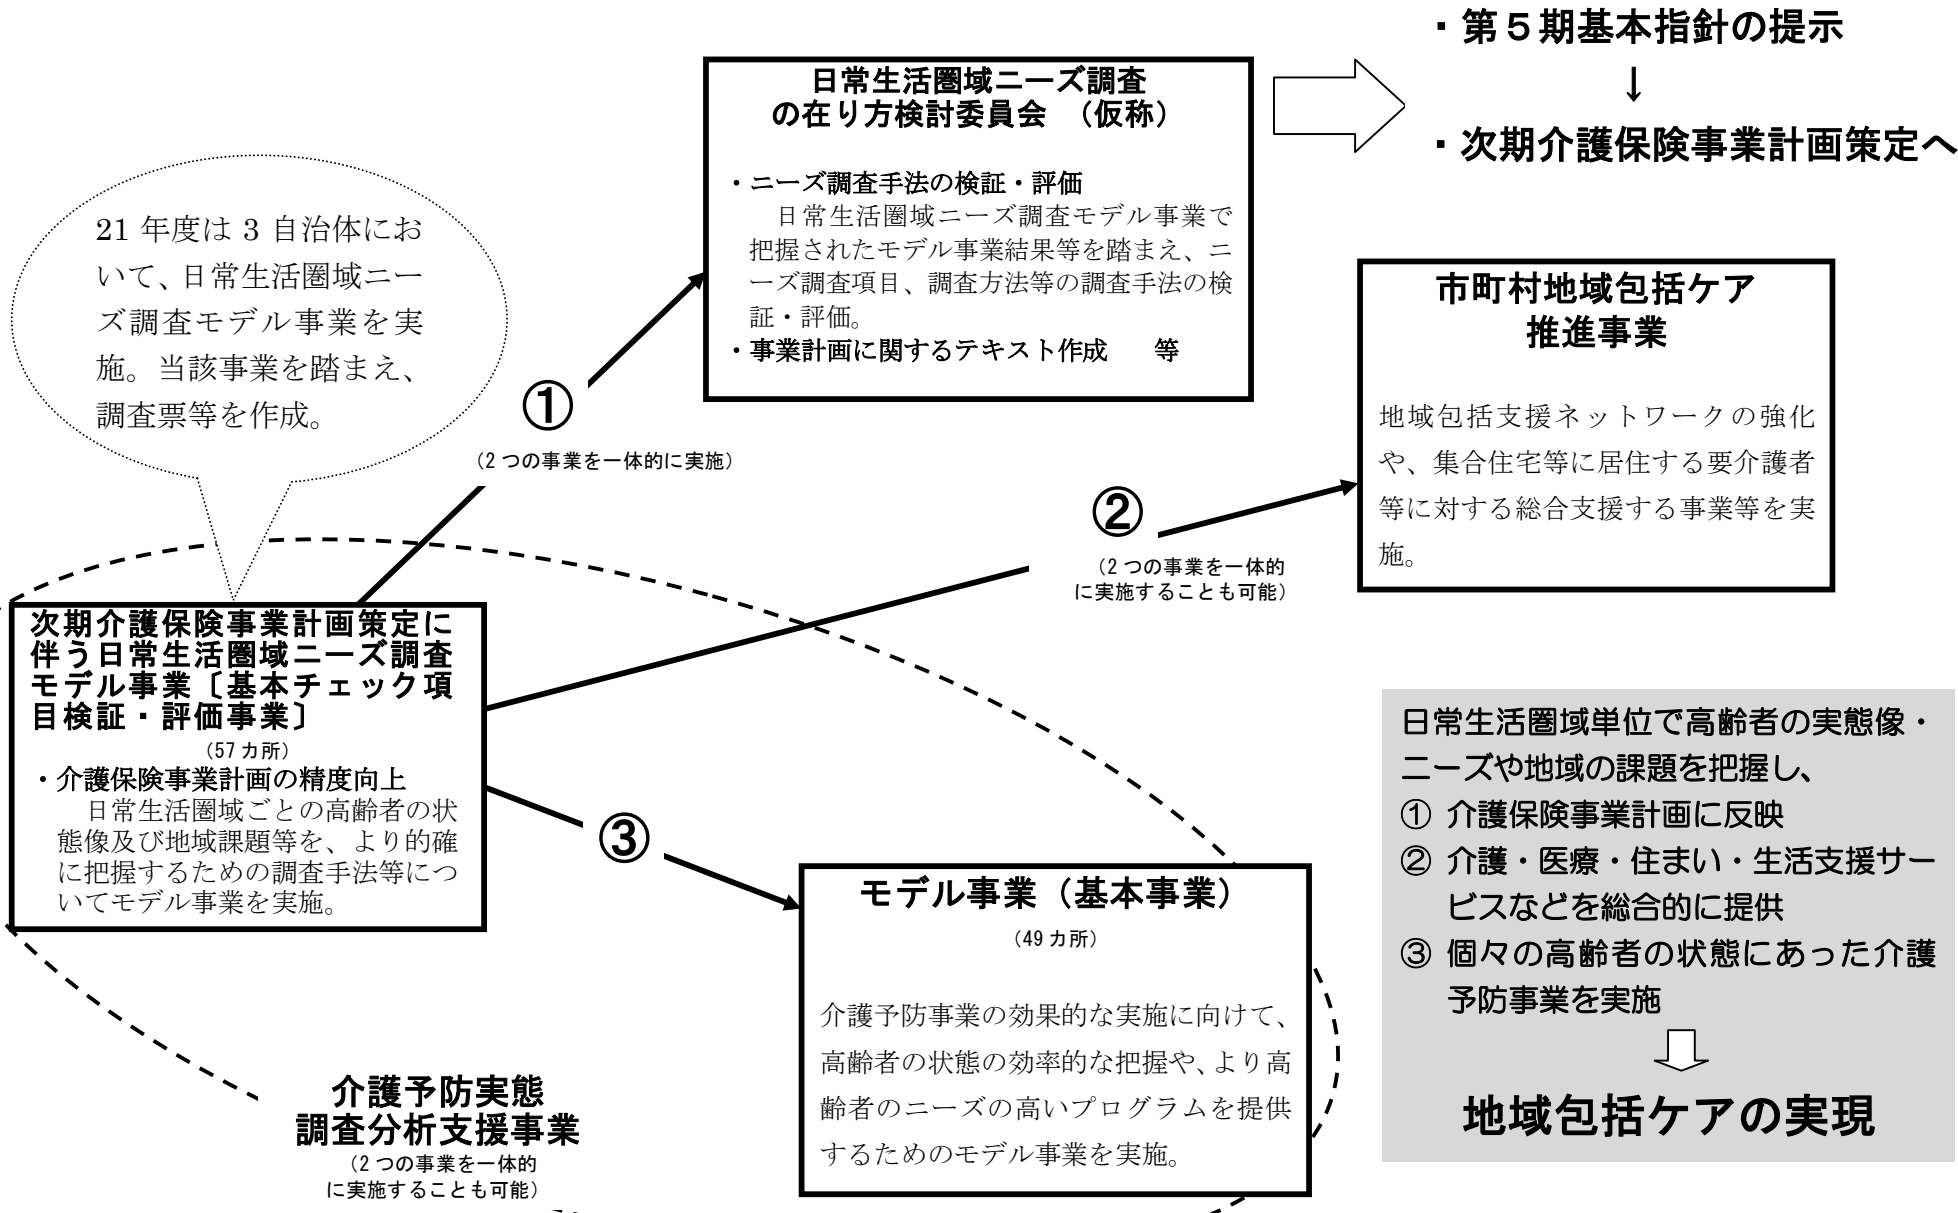 ・第５期基本指針の提示
↓
・次期介護保険事業計画策定へ
日常生活圏域ニーズ調査
の在り方検討委員会　（仮称）
・ニーズ調査手法の検証・評価
日常生活圏域ニーズ調査モデル事業で
把握されたモデル事業結果等を踏まえ、ニ
ーズ調査項目、調査方法等の調査手法の検
証・評価。
・事業計画に関するテキスト作成　　等
21 年度は 3 自治体にお
いて、日常生活圏域ニー
ズ調査モデル事業を実
施。当該事業を踏まえ、
調査票等を作成。
①
（2 つの事業を一体的に実施）
市町村地域包括ケア
推進事業
地域包括支援ネットワークの強化
や、集合住宅等に居住する要介護者
等に対する総合支援する事業等を実
施。
②
（2 つの事業を一体的
に実施することも可能）
次期介護保険事業計画策定に
伴う日常生活圏域ニーズ調査
モデル事業〔基本チェック項
目検証・評価事業〕
（57 カ所）
・介護保険事業計画の精度向上
日常生活圏域ごとの高齢者の状
態像及び地域課題等を、より的確
に把握するための調査手法等につ
いてモデル事業を実施。
③
モデル事業（基本事業）
（49 カ所）
介護予防事業の効果的な実施に向けて、
高齢者の状態の効率的な把握や、より高
齢者のニーズの高いプログラムを提供
するためのモデル事業を実施。
介護予防実態
調査分析支援事業
（2 つの事業を一体的
に実施することも可能）
日常生活圏域単位で高齢者の実態像・
ニーズや地域の課題を把握し、
① 介護保険事業計画に反映
② 介護・医療・住まい・生活支援サー
ビスなどを総合的に提供
③ 個々の高齢者の状態にあった介護
予防事業を実施
地域包括ケアの実現